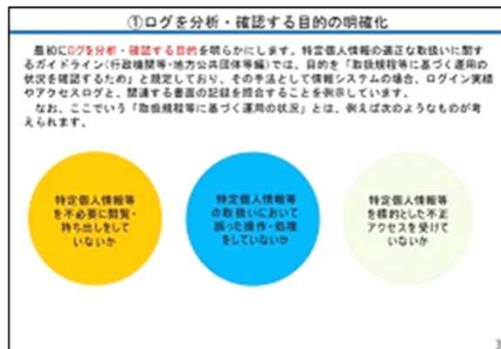 ①ログを分析・確認する目的の明確化
最初にログを分析・確認する目的を明らかにします。特定個人情報の適正な取扱いに関す
るガイドライン(行政機関等・地方公共団体等編)では、目的を「取扱規程等に基づく運用の
状況を確認するため」と規定しており、その手法として情報システムの場合、ログイン実績
やアクセスログと、関連する書面の記録を照合することを例示しています。
なお、ここでいう「取扱規程等に基づく運用の状況」とは、例えば次のようなものが考
えられます。
特定個人情報等
を不必要に閲覧・
持ち出しをして
いないか
特定個人情報等
の取扱いにおいて
誤った操作・処理
をしていないか
特定個人情報等
を標的とした不正
アクセスを受けて
いないか
3